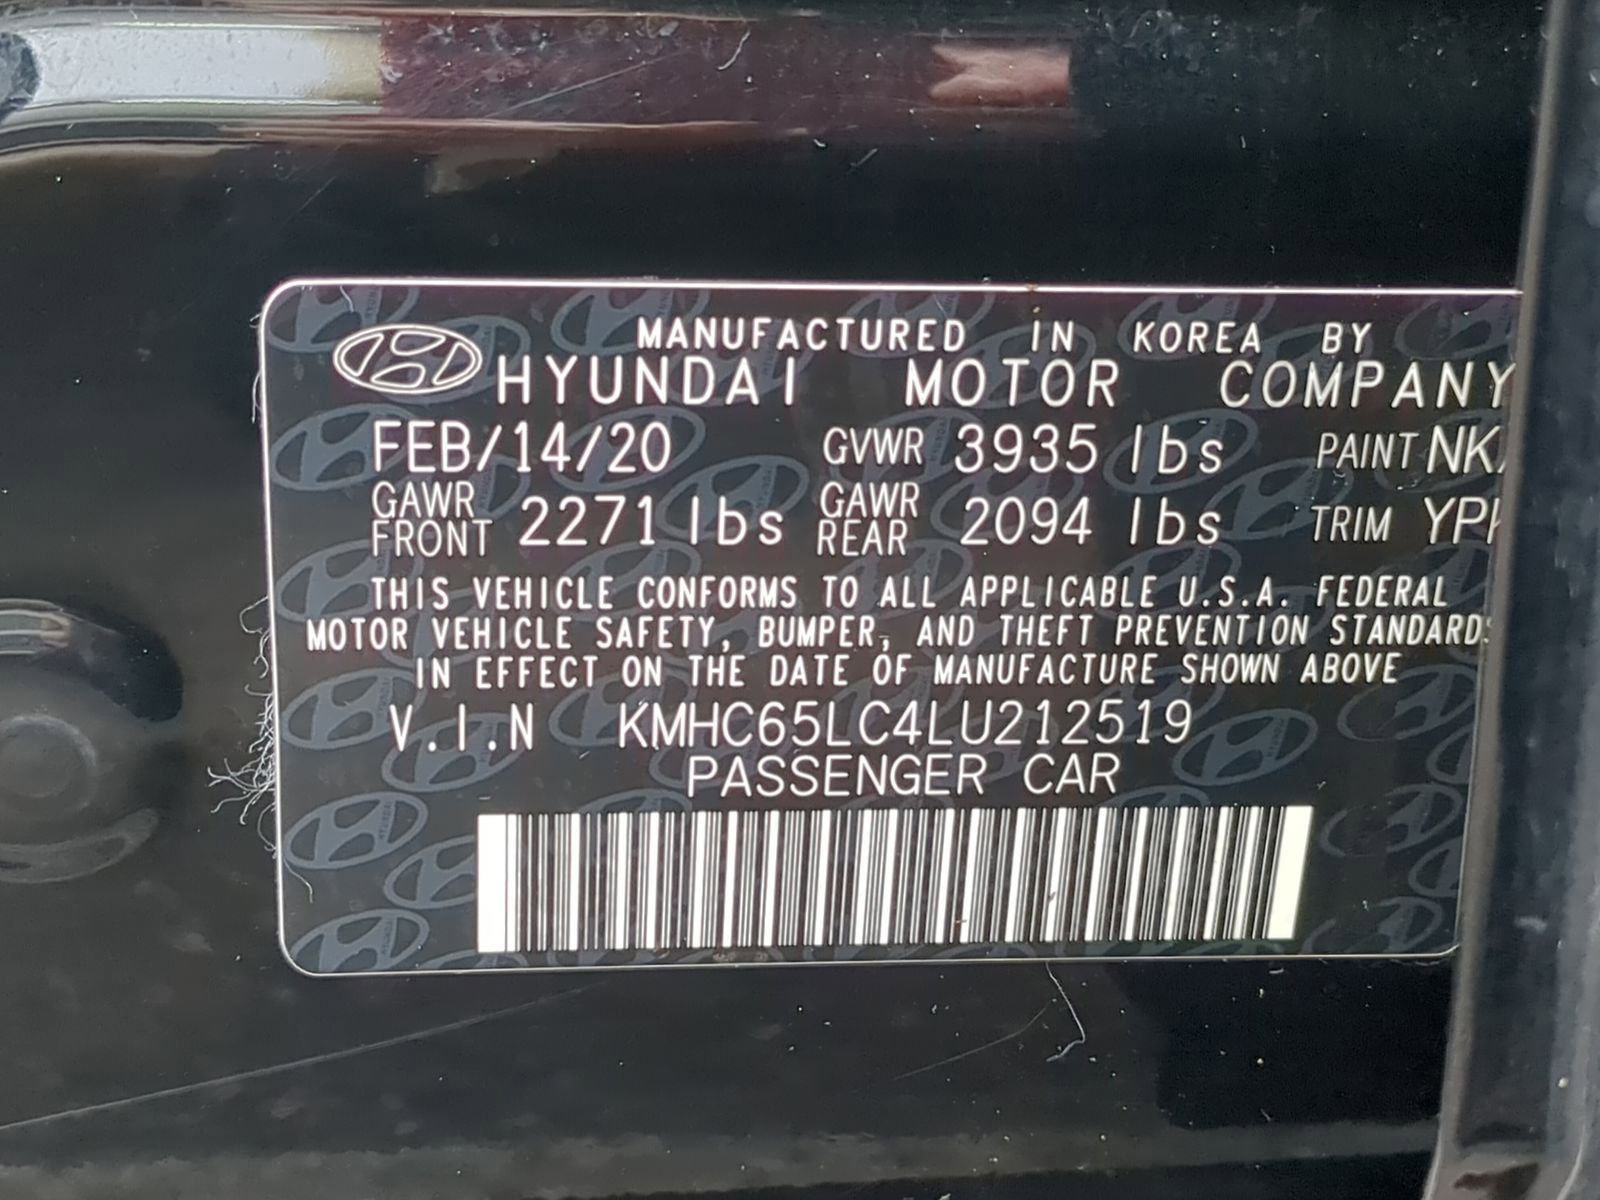 MANUFACTURED IN KOREA BY
HYUNDAI MOTOR COMPANY
FEB/14/20 GVWR 3935 lbs PAINT
GAWR FRONT 2271 lbs GAWR REAR 2094 lbs TRIM
THIS VEHICLE CONFORMS TO ALL APPLICABLE U.S.A. FEDERAL
MOTOR VEHICLE SAFETY, BUMPER, AND THEFT PREVENTION STANDARDS
IN EFFECT ON THE DATE OF MANUFACTURE SHOWN ABOVE
V.I.N KMHC65LC4LU212519
PASSENGER CAR